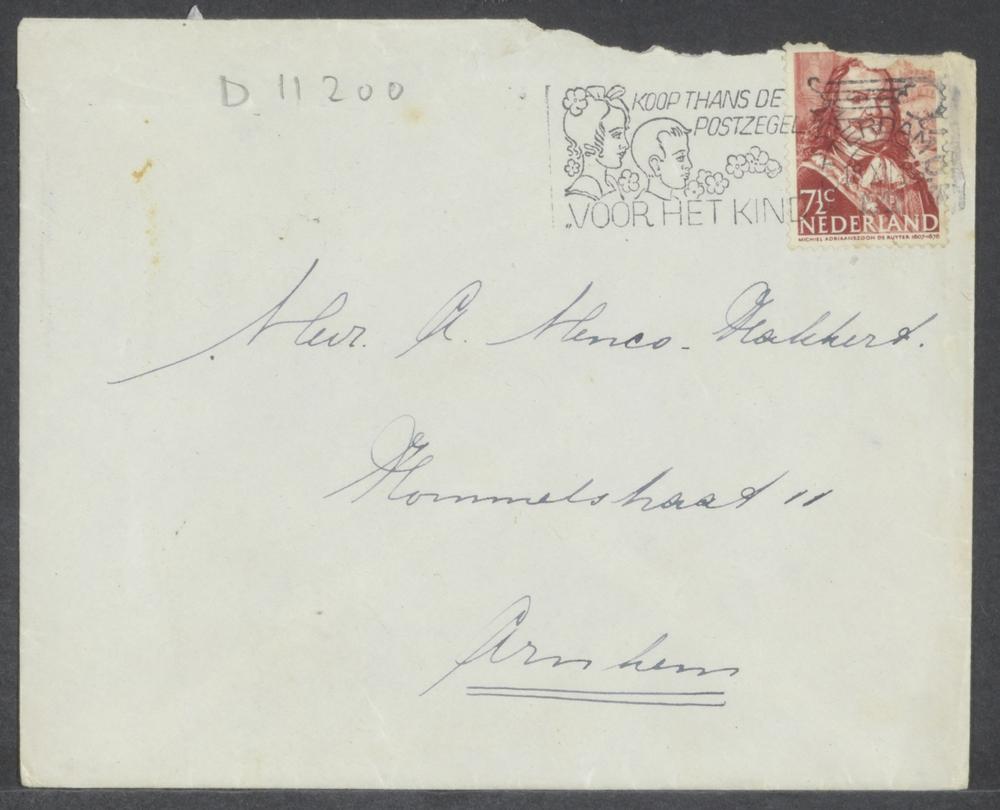 D 11200
KOOP THANS DE
POSTZEGEL
„VOOR HET KIND
7½c
NEDERLAND
MICHIEL ADRIAANSZOON DE RUYTER 1607-1676
Mevr. A. Menco-Hakkert.
Hommelstraat 11
Arnhem